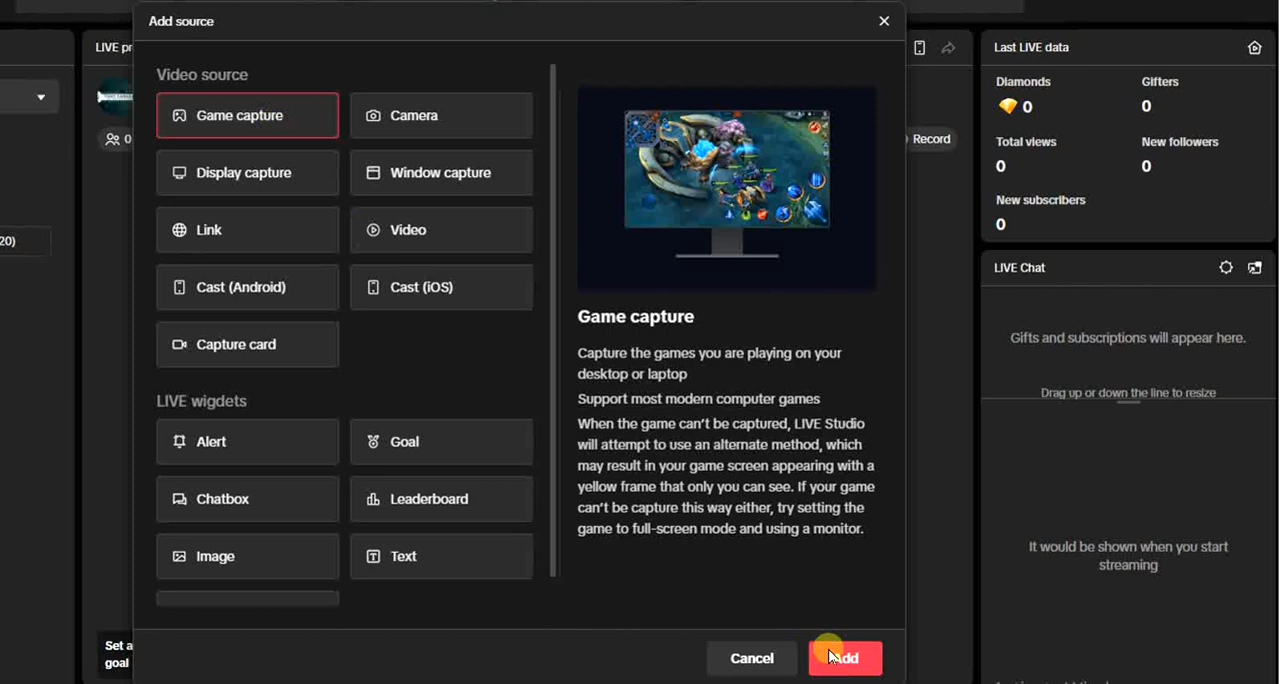 Add source
Video source
Game capture
Camera
Display capture
Window capture
Link
Video
Cast (Android)
Cast (iOS)
Capture card
LIVE wigdets
Alert
Goal
Chatbox
Leaderboard
Image
Text
Game capture
Capture the games you are playing on your
desktop or laptop
Support most modern computer games
When the game can't be captured, LIVE Studio
will attempt to use an alternate method, which
may result in your game screen appearing with a
yellow frame that only you can see. If your game
can't be capture this way either, try setting the
game to full-screen mode and using a monitor.
Cancel
Add
LIVE pr
0
20)
Set a
goal
Record
Last LIVE data
Diamonds
Gifters
0
0
Total views
New followers
0
0
New subscribers
0
LIVE Chat
Gifts and subscriptions will appear here.
Drag up or down the line to resize
It would be shown when you start
streaming